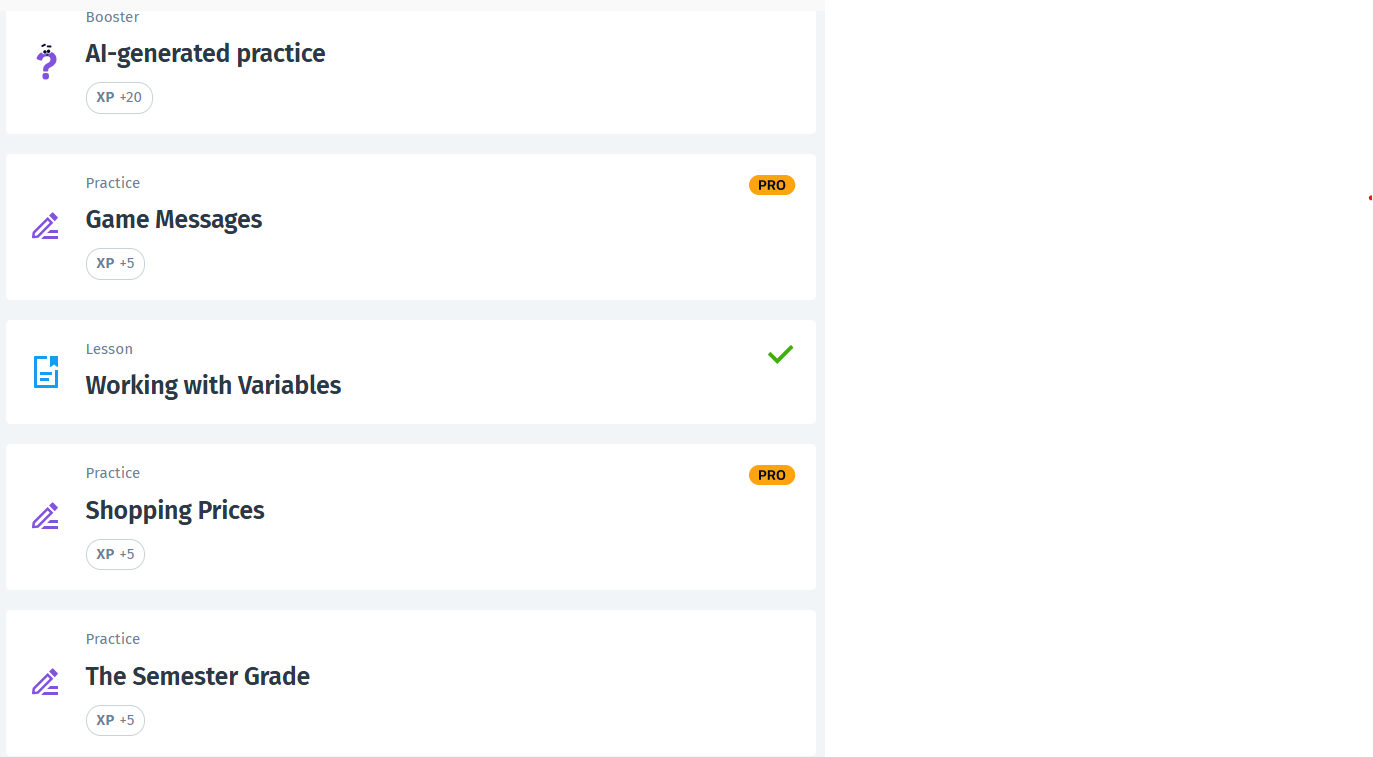 Booster
AI-generated practice
XP +20
Practice
PRO
Game Messages
XP +5
Lesson
Working with Variables
Practice
PRO
Shopping Prices
XP +5
Practice
The Semester Grade
XP +5